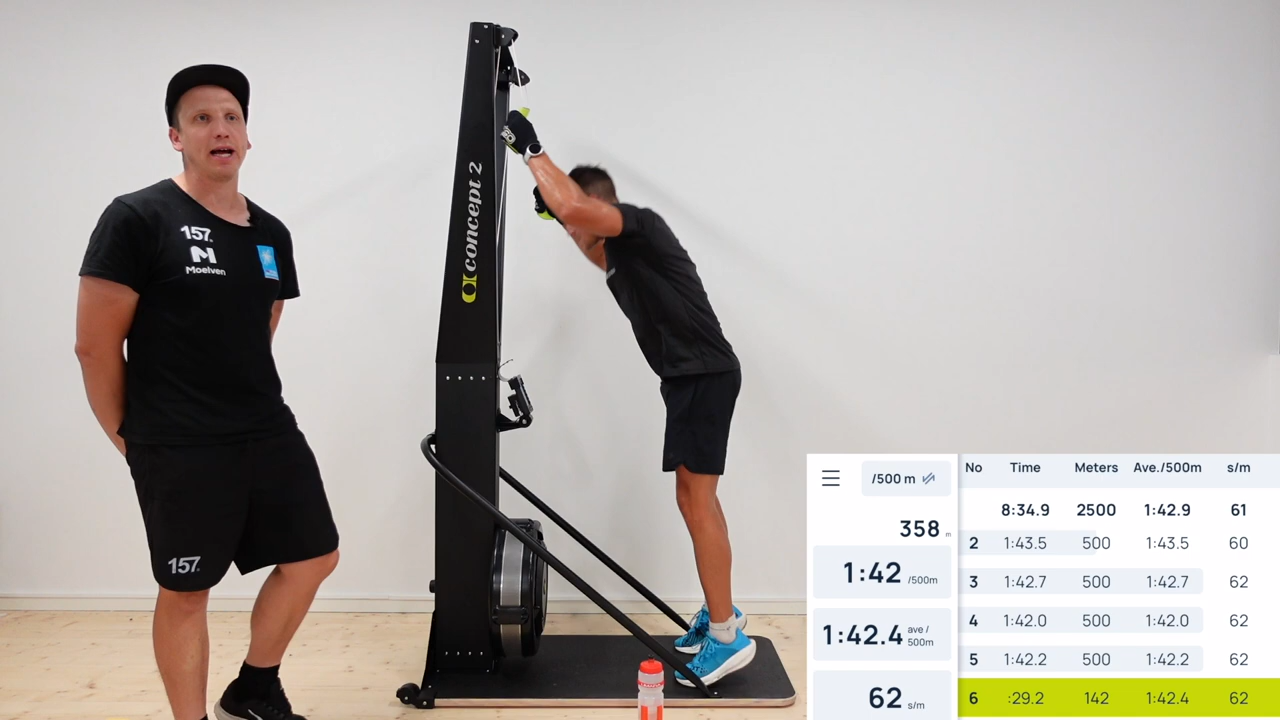 157.
Moelven
157.
concept 2
/500 m
358 m
1:42 /500m
1:42.4 ave / 500m
62 s/m
No Time Meters Ave./500m s/m
8:34.9 2500 1:42.9 61
2 1:43.5 500 1:43.5 60
3 1:42.7 500 1:42.7 62
4 1:42.0 500 1:42.0 62
5 1:42.2 500 1:42.2 62
6 :29.2 142 1:42.4 62